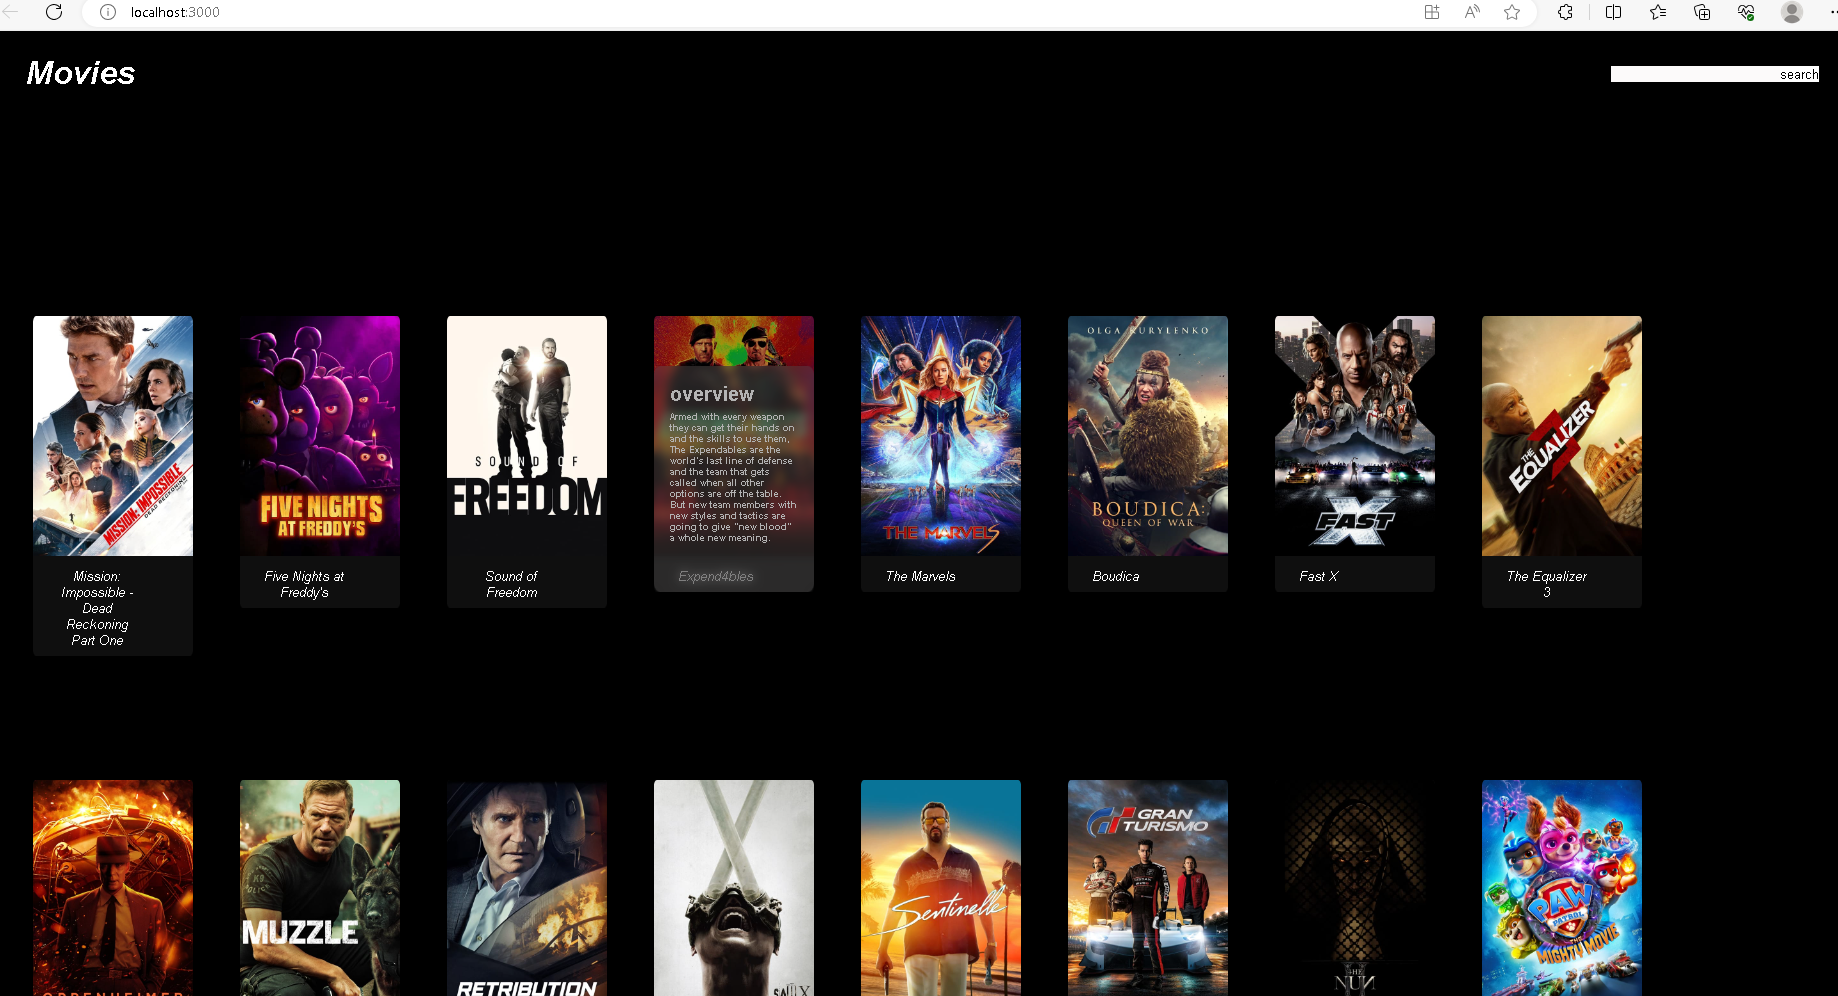 localhost:3000
Movies
search
OLGA KURYLENKO
MISSION: IMPOSSIBLE
DEAD RECKONING
FIVE NIGHTS
AT FREDDY'S
SOUND OF
FREEDOM
overview
Armed with every weapon
they can get their hands on
and the skills to use them,
The Expendables are the
world's last line of defense
and the team that gets
called when all other
options are off the table.
But new team members with
new styles and tactics are
going to give "new blood"
a whole new meaning.
THE MARVELS
BOUDICA:
QUEEN OF WAR
FAST X
THE
EQUALIZER
3
Mission:
Impossible -
Dead
Reckoning
Part One
Five Nights at
Freddy's
Sound of
Freedom
Expend4bles
The Marvels
Boudica
Fast X
The Equalizer
3
OPPENHEIMER
K9
MUZZLE
RETRIBUTION
SAW X
Sentinelle
GRAN
TURISMO
THE
NUN
II
PAW
PATROL
THE
MIGHTY MOVIE